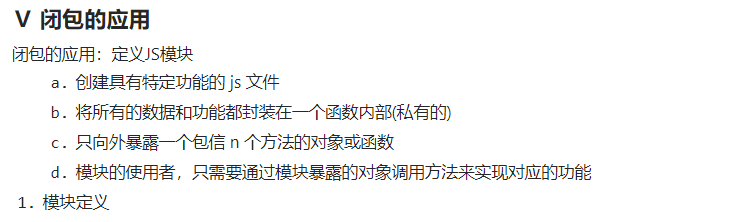 V 闭包的应用
闭包的应用：定义JS模块
a. 创建具有特定功能的 js 文件
b. 将所有的数据和功能都封装在一个函数内部(私有的)
c. 只向外暴露一个包信 n 个方法的对象或函数
d. 模块的使用者，只需要通过模块暴露的对象调用方法来实现对应的功能
1. 模块定义